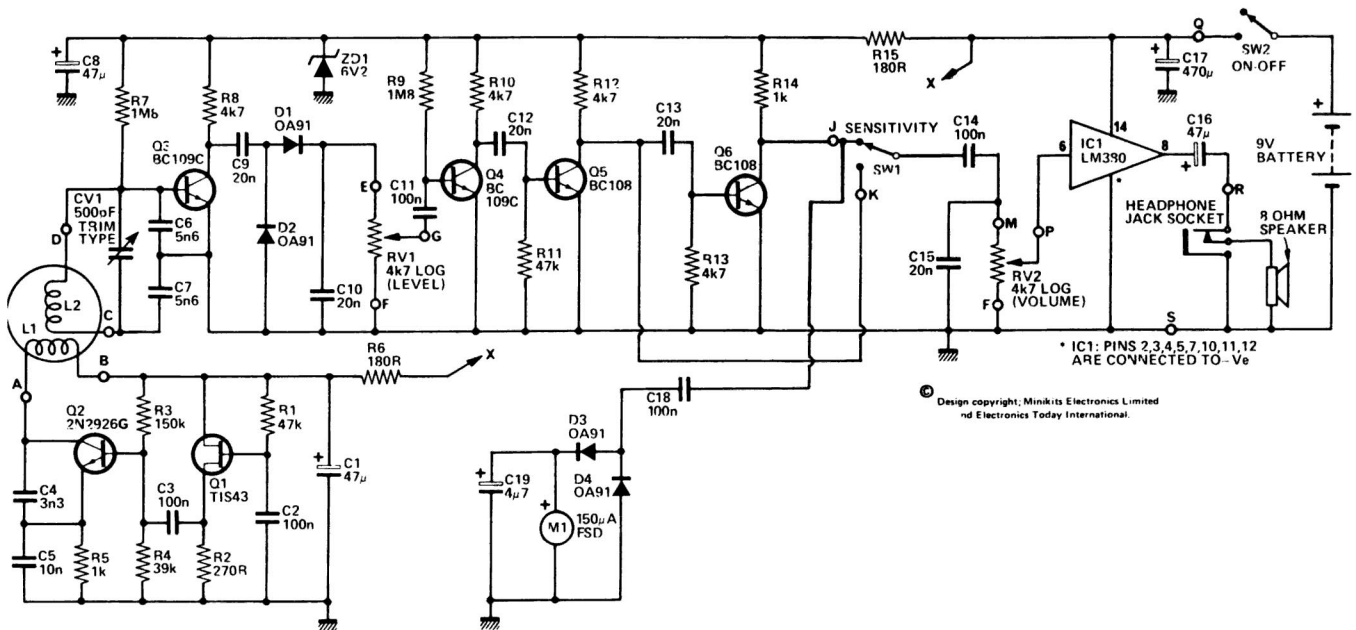 C8
47µ
R7
1M8
R8
4k7
ZD1
6V2
R9
1M8
R10
4k7
R12
4k7
R14
1k
R15
180R
X
Q
SW2
ON-OFF
C17
470µ
D1
OA91
C9
20n
C12
20n
C13
20n
Q3
BC109C
Q4
BC
109C
Q5
BC108
Q6
BC108
J
SENSITIVITY
SW1
K
C14
100n
14
6
IC1
LM380
8
C16
47µ
9V
BATTERY
CV1
500pF
TRIM
TYPE
D
C6
5n6
C7
5n6
D2
OA91
C10
20n
E
C11
100n
G
RV1
4k7 LOG
(LEVEL)
F
R11
47k
R13
4k7
C15
20n
M
P
RV2
4k7 LOG
(VOLUME)
F
R
HEADPHONE
JACK SOCKET
8 OHM
SPEAKER
S
* IC1: PINS 2,3,4,5,7,10,11,12
ARE CONNECTED TO -Ve
L2
L1
C
B
A
R6
180R
X
Q2
2N2926G
R3
150k
R1
47k
C1
47µ
C4
3n3
C3
100n
Q1
TIS43
C2
100n
C5
10n
R5
1k
R4
39k
R2
270R
C18
100n
D3
OA91
D4
OA91
C19
4µ7
M1
150µA
FSD
© Design copyright; Minikits Electronics Limited
nd Electronics Today International.